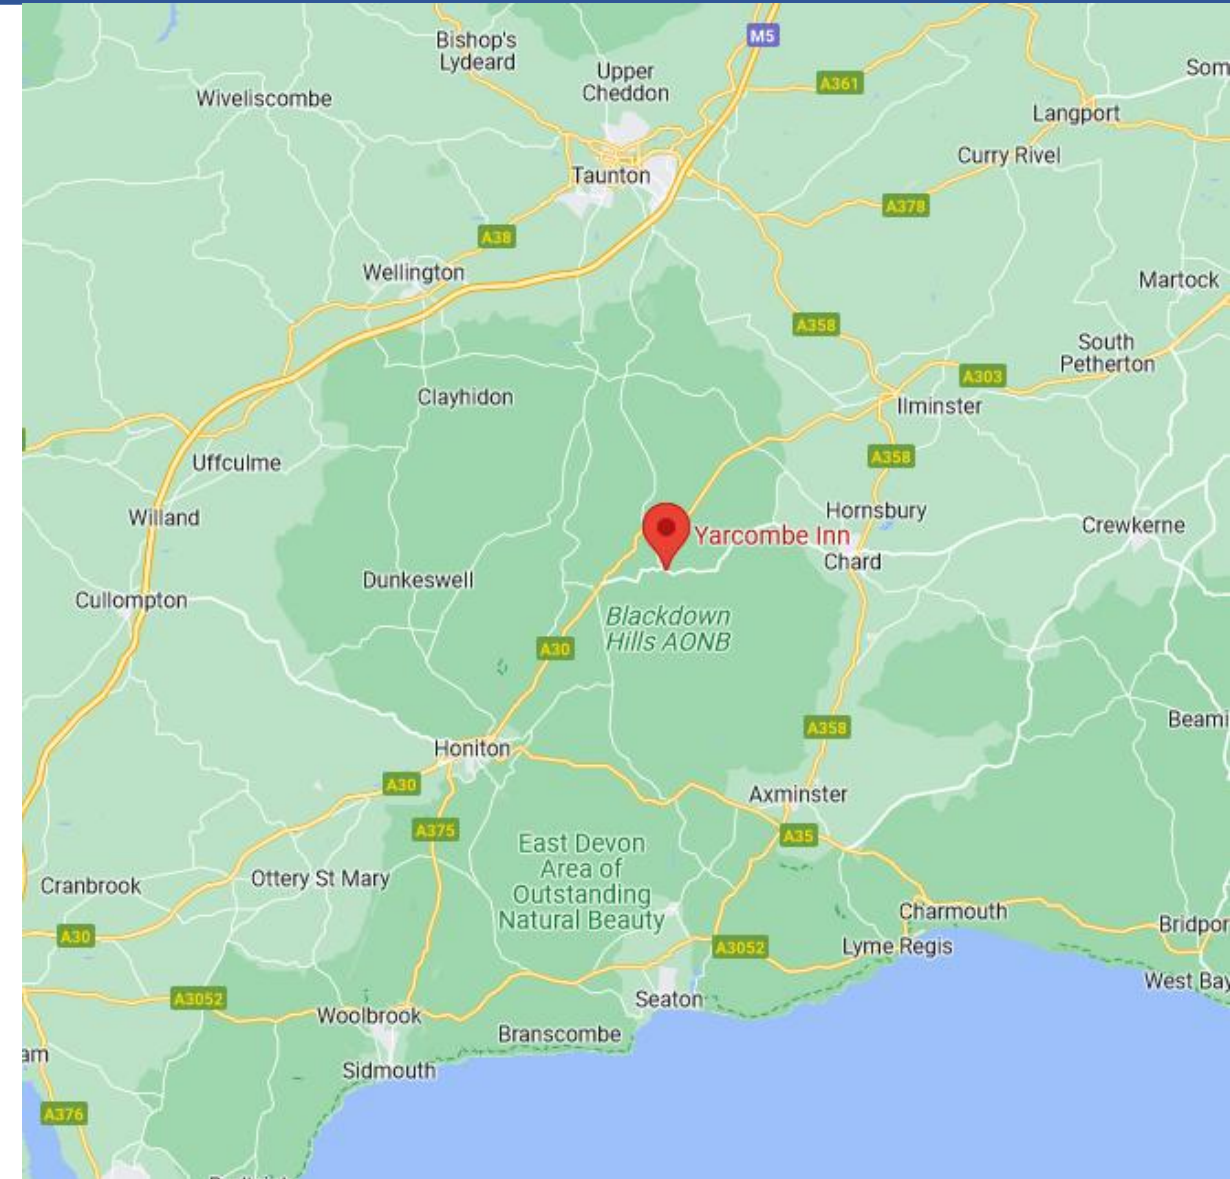 M5
Bishop's
Lydeard
Upper
Cheddon
A361
Som
Wiveliscombe
Langport
Curry Rivel
Taunton
A378
A38
Wellington
Martock
A358
South
Petherton
A303
Clayhidon
Ilminster
A358
Uffculme
Hornsbury
Willand
Crewkerne
Yarcombe Inn
Chard
Dunkeswell
Cullompton
Blackdown
Hills AONB
A30
Beami
A358
Honiton
A30
Axminster
A375
A35
East Devon
Area of
Outstanding
Natural Beauty
Cranbrook
Ottery St Mary
Charmouth
Bridpor
A30
A3052
Lyme Regis
West Bay
A3052
Seaton
Woolbrook
Branscombe
am
Sidmouth
A376